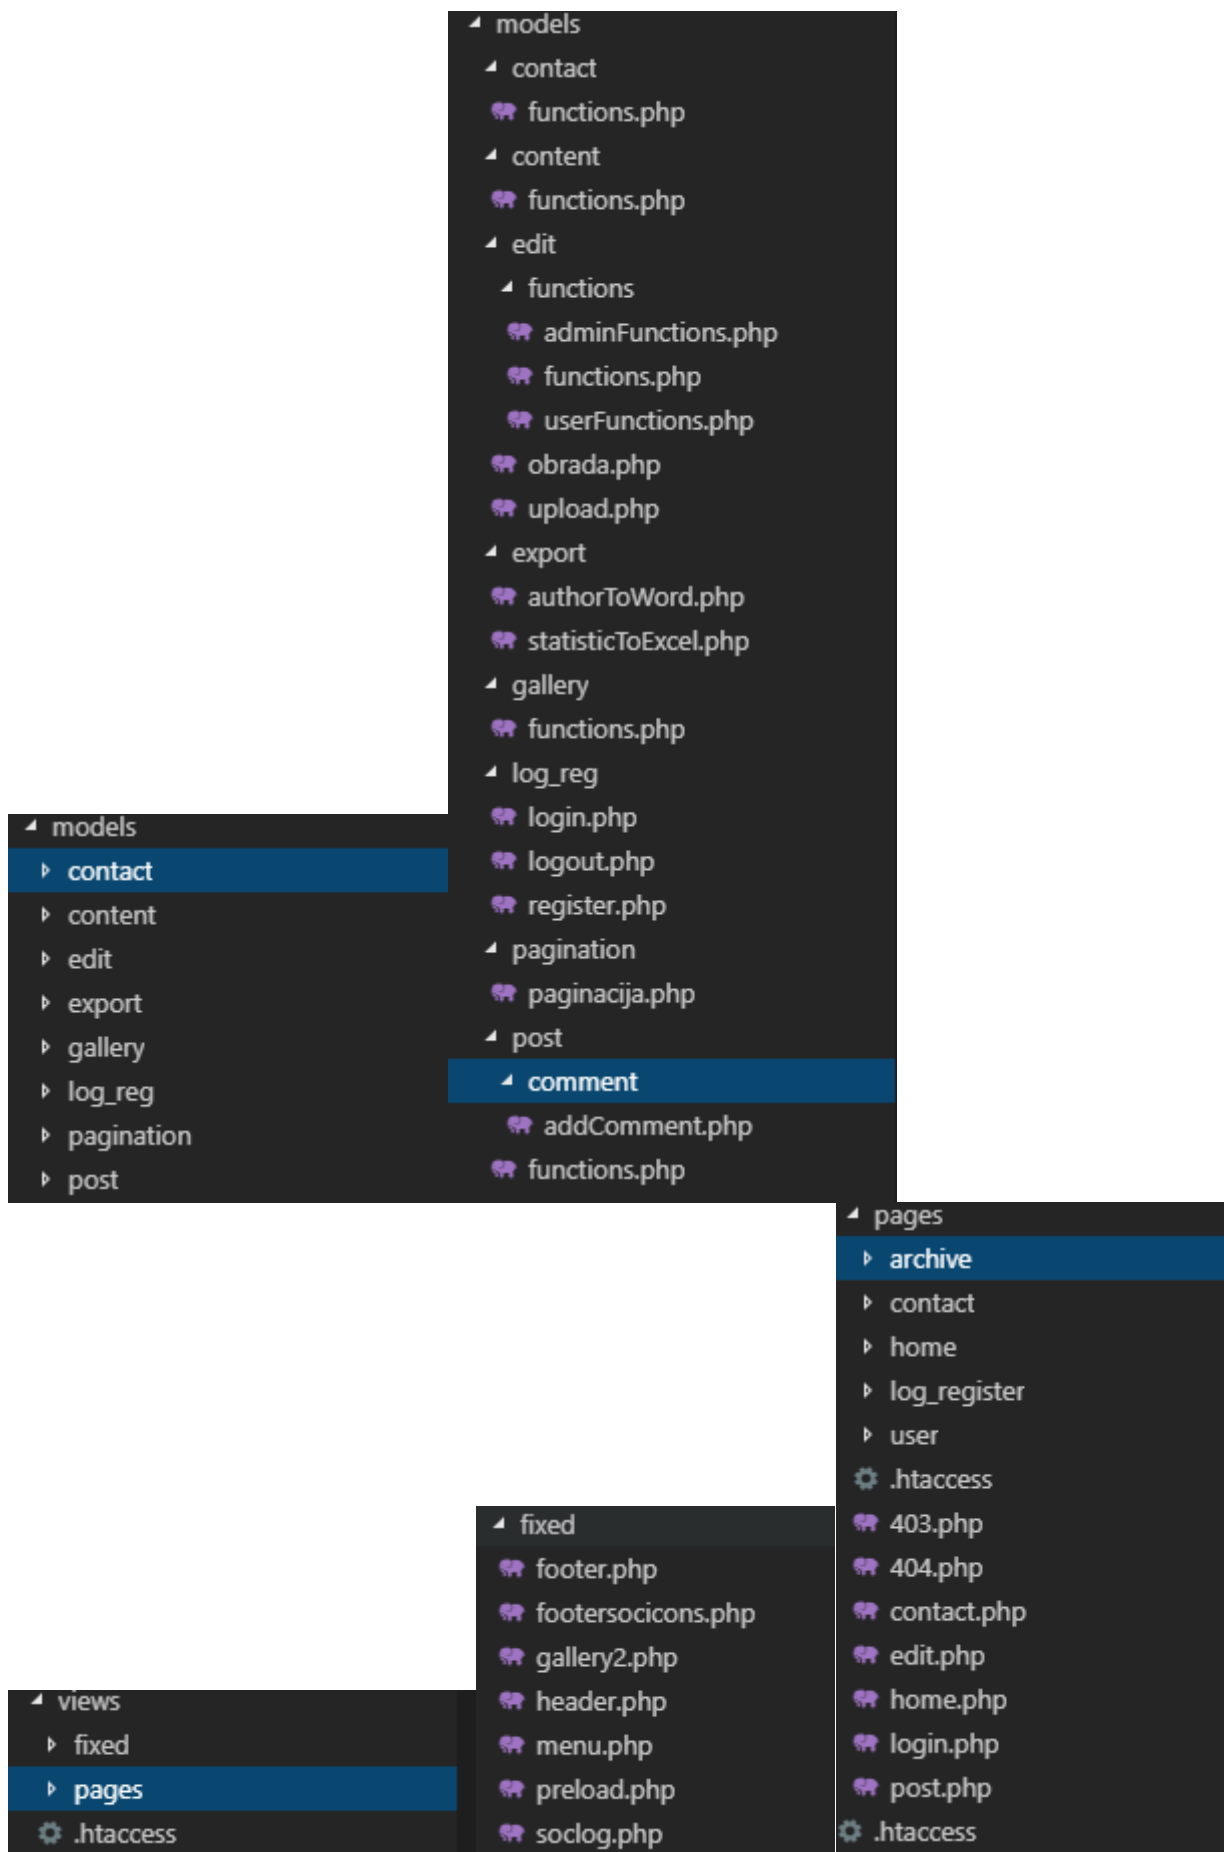 models
contact
functions.php
content
functions.php
edit
functions
adminFunctions.php
functions.php
userFunctions.php
obrada.php
upload.php
export
authorToWord.php
statisticToExcel.php
gallery
functions.php
log_reg
login.php
logout.php
register.php
pagination
paginacija.php
post
comment
addComment.php
functions.php
models
contact
content
edit
export
gallery
log_reg
pagination
post
views
fixed
pages
.htaccess
fixed
footer.php
footersocicons.php
gallery2.php
header.php
menu.php
preload.php
soclog.php
pages
archive
contact
home
log_register
user
.htaccess
403.php
404.php
contact.php
edit.php
home.php
login.php
post.php
.htaccess